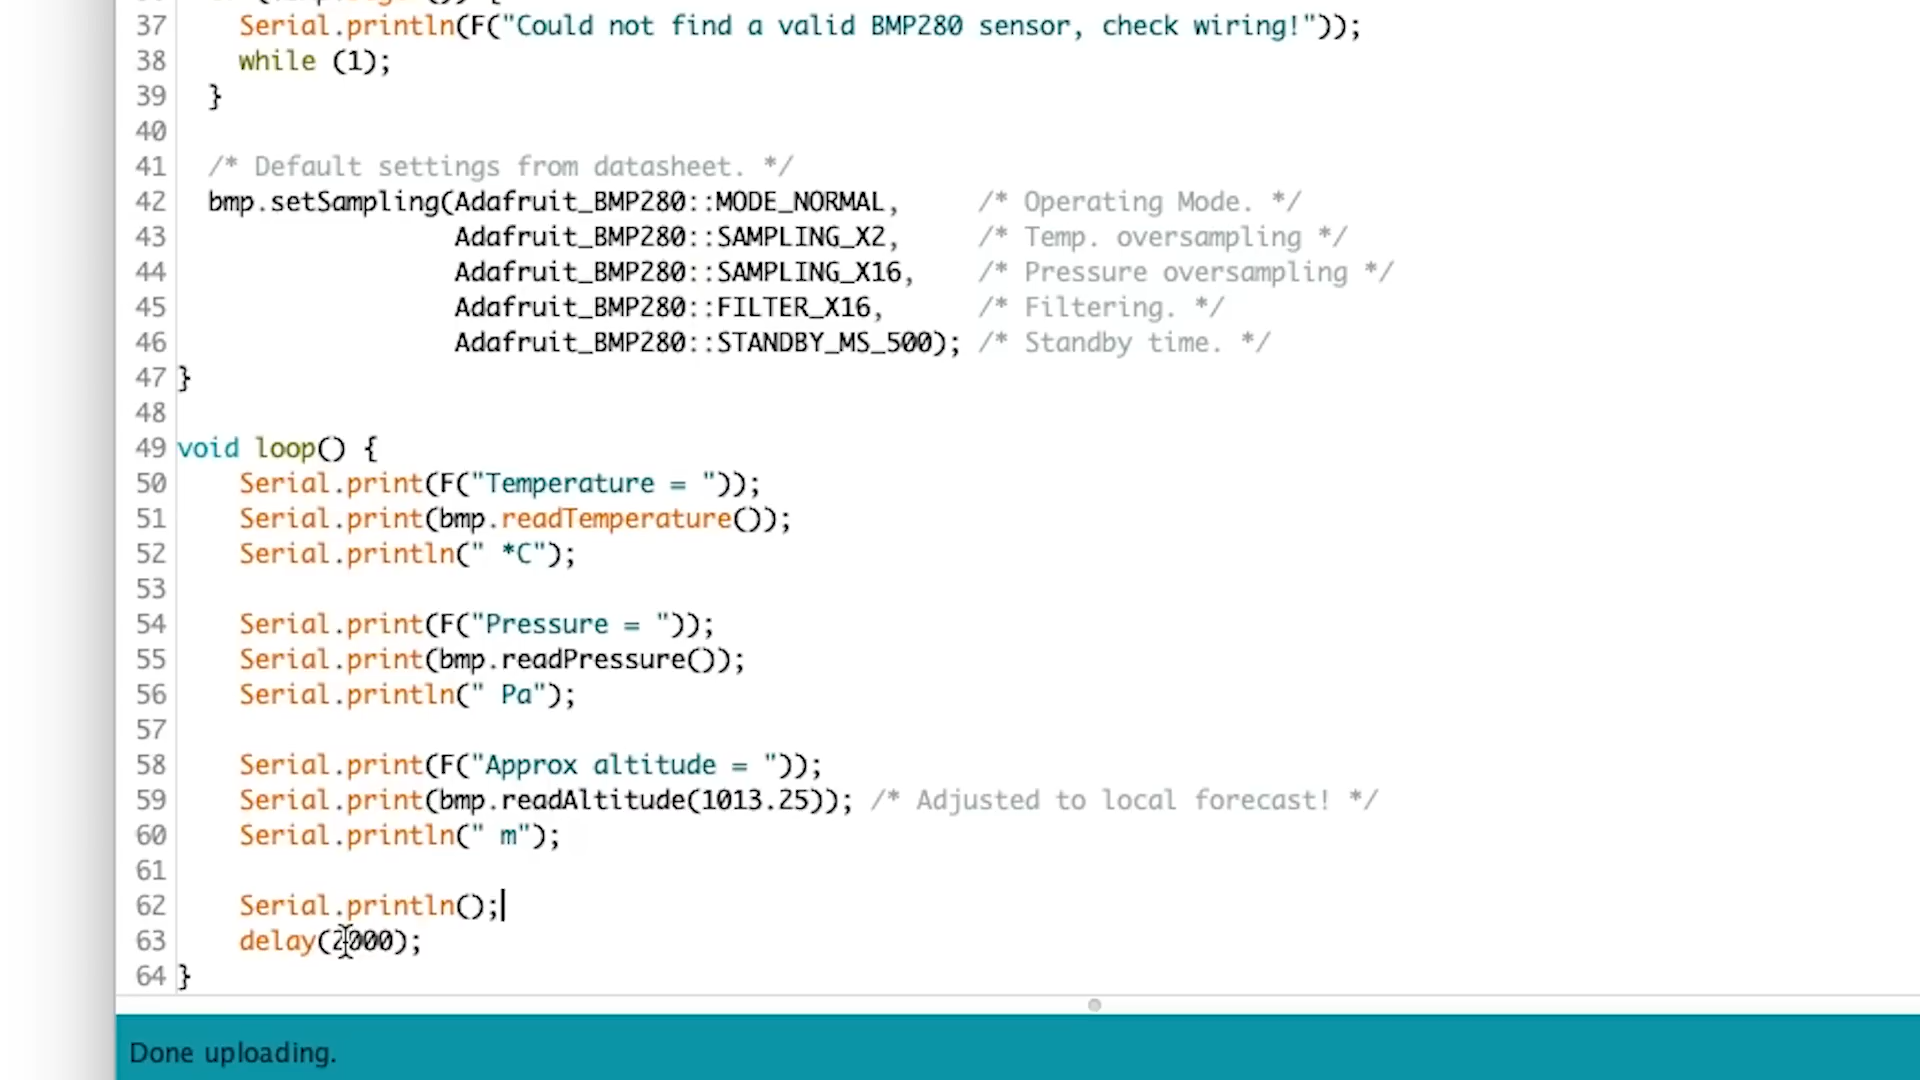 37 Serial.println(F("Could not find a valid BMP280 sensor, check wiring!"));
38 while (1);
39 }
40
41 /* Default settings from datasheet. */
42 bmp.setSampling(Adafruit_BMP280::MODE_NORMAL, /* Operating Mode. */
43 Adafruit_BMP280::SAMPLING_X2, /* Temp. oversampling */
44 Adafruit_BMP280::SAMPLING_X16, /* Pressure oversampling */
45 Adafruit_BMP280::FILTER_X16, /* Filtering. */
46 Adafruit_BMP280::STANDBY_MS_500); /* Standby time. */
47 }
48
49 void loop() {
50 Serial.print(F("Temperature = "));
51 Serial.print(bmp.readTemperature());
52 Serial.println(" *C");
53
54 Serial.print(F("Pressure = "));
55 Serial.print(bmp.readPressure());
56 Serial.println(" Pa");
57
58 Serial.print(F("Approx altitude = "));
59 Serial.print(bmp.readAltitude(1013.25)); /* Adjusted to local forecast! */
60 Serial.println(" m");
61
62 Serial.println();
63 delay(2000);
64 }
Done uploading.